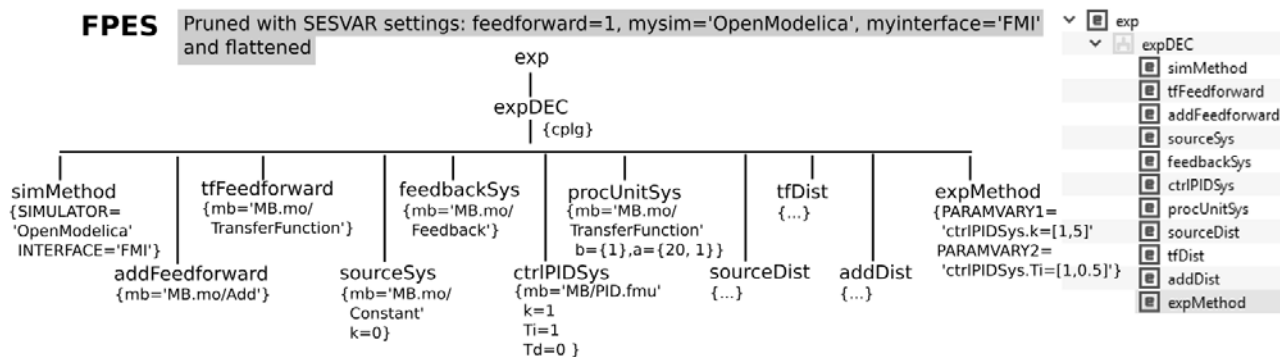 FPES
Pruned with SESVAR settings: feedforward=1, mysim='OpenModelica', myinterface='FMI'
and flattened
exp
expDEC
{cplg}
simMethod
{SIMULATOR=
'OpenModelica'
INTERFACE='FMI'}
addFeedforward
{mb='MB.mo/Add'}
tfFeedforward
{mb='MB.mo/
TransferFunction'}
sourceSys
{mb='MB.mo/
Constant'
k=0}
feedbackSys
{mb='MB.mo/
Feedback'}
ctrlPIDSys
{mb='MB/PID.fmu'
k=1
Ti=1
Td=0 }
procUnitSys
{mb='MB.mo/
TransferFunction'
b={1},a={20, 1}}
sourceDist
{...}
tfDist
{...}
addDist
{...}
expMethod
{PARAMVARY1=
'ctrlPIDSys.k=[1,5]'
PARAMVARY2=
'ctrlPIDSys.Ti=[1,0.5]'}
exp
expDEC
simMethod
tfFeedforward
addFeedforward
sourceSys
feedbackSys
ctrlPIDSys
procUnitSys
sourceDist
tfDist
addDist
expMethod